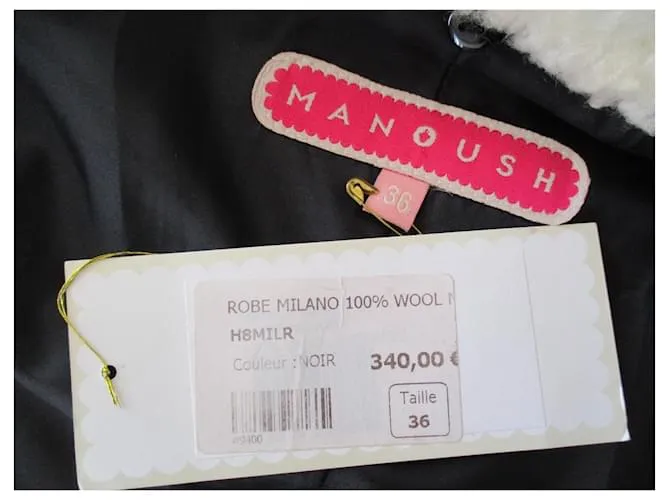 MANOUSH
36
ROBE MILANO 100% WOOL
H8MILR
Couleur : NOIR 340,00 €
Taille
36